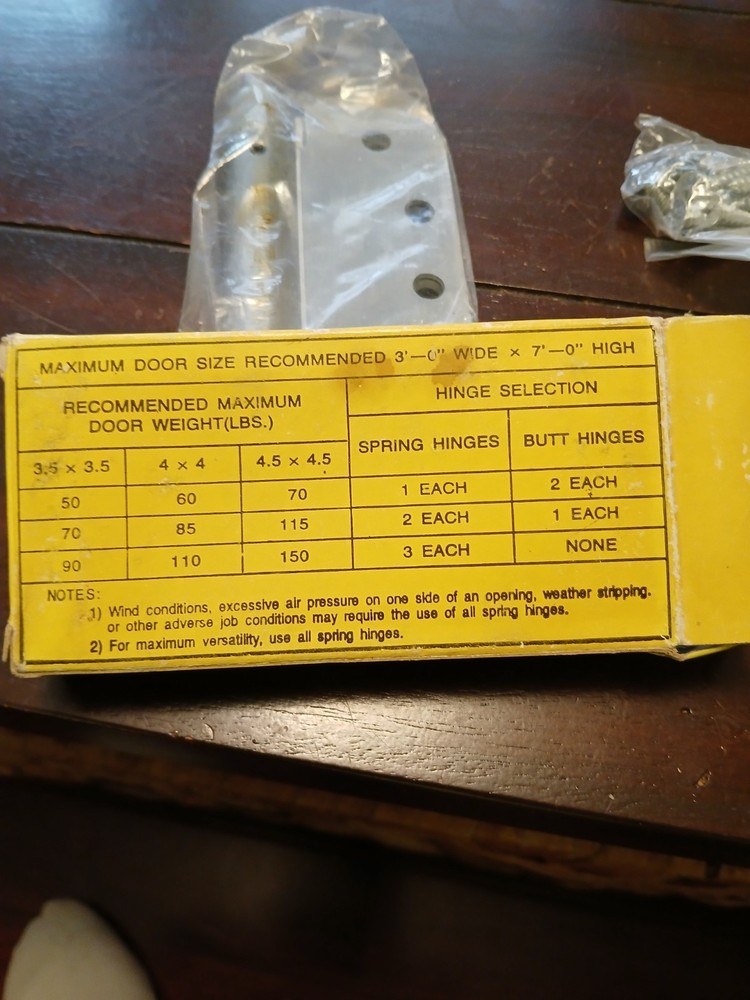 MAXIMUM DOOR SIZE RECOMMENDED 3'—0" WIDE × 7'—0" HIGH
RECOMMENDED MAXIMUM
DOOR WEIGHT(LBS.)
HINGE SELECTION
3.5 × 3.5 4 × 4 4.5 × 4.5 SPRING HINGES BUTT HINGES
50 60 70 1 EACH 2 EACH
70 85 115 2 EACH 1 EACH
90 110 150 3 EACH NONE
NOTES:
1) Wind conditions, excessive air pressure on one side of an opening, weather stripping.
or other adverse job conditions may require the use of all spring hinges.
2) For maximum versatility, use all spring hinges.